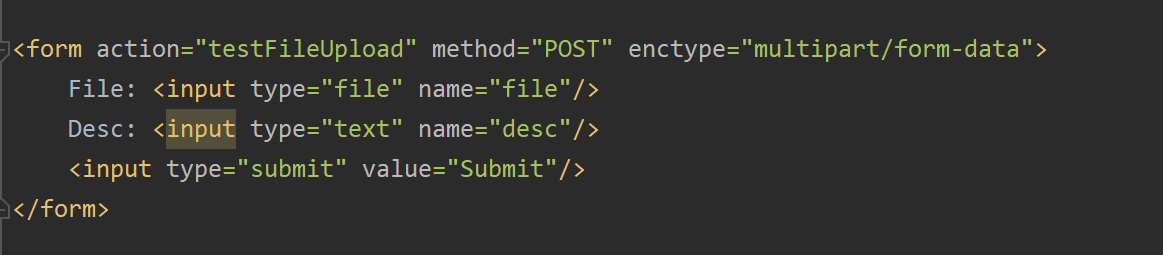 <form action="testFileUpload" method="POST" enctype="multipart/form-data">
    File: <input type="file" name="file"/>
    Desc: <input type="text" name="desc"/>
    <input type="submit" value="Submit"/>
</form>